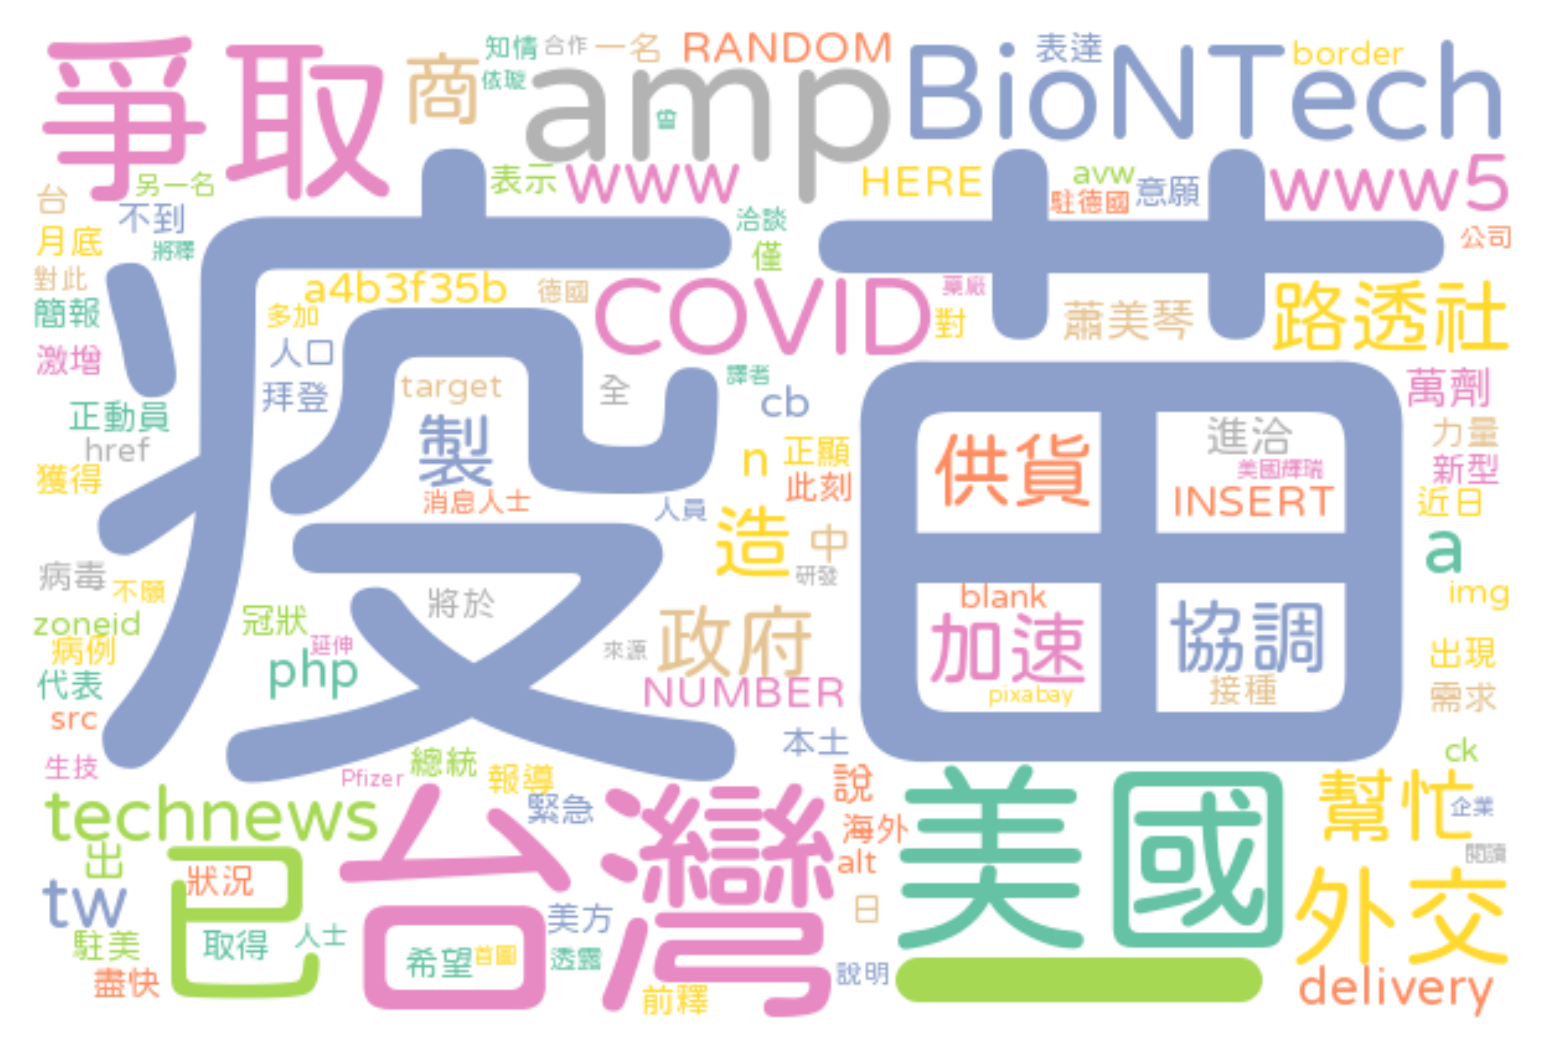 爭取
商
知情
合作
一名
RANDOM
BioNTech
表達
border
依璇
amp
曾
台
另一名
不到
表示
www
HERE
avw
駐德國
意願
www5
月底
將釋
洽談
僅
公司
疫苗
對此
簡報
激增
a4b3f35b
德國
多加
人口
拜登
COVID
藥廠
對
蕭美琴
路透社
target
全
譯者
cb
萬劑
正動員
href
獲得
製
消息人士
人員
n
正顯
此刻
供貨
進洽
美國輝瑞
INSERT
力量
新型
近日
造
中
研發
a
病毒
不願
zoneid
病例
代表
src
生技
將於
冠狀
延伸
php
來源
政府
NUMBER
blank
加速
pixabay
協調
接種
img
出現
需求
本土
ck
Pfizer
總統
報導
technews
緊急
說
海外
alt
台灣
美國
幫忙
企業
閱讀
出
狀況
tw
已
駐美
取得
人士
盡快
希望
首圖
美方
透露
前釋
日
說明
一
外交
delivery